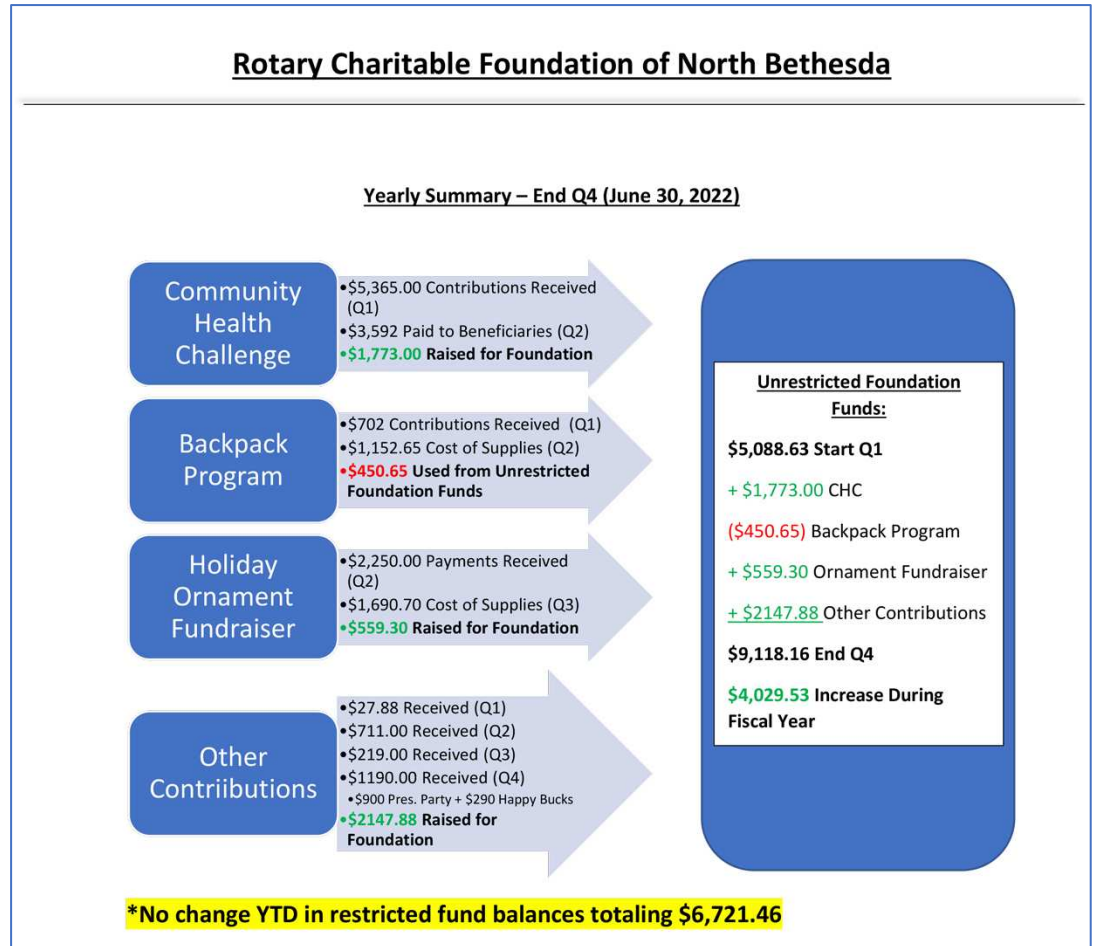 Rotary Charitable Foundation of North Bethesda
Yearly Summary – End Q4 (June 30, 2022)
Community
Health
Challenge
•$5,365.00 Contributions Received
(Q1)
•$3,592 Paid to Beneficiaries (Q2)
•$1,773.00 Raised for Foundation
Backpack
Program
•$702 Contributions Received (Q1)
•$1,152.65 Cost of Supplies (Q2)
•$450.65 Used from Unrestricted
Foundation Funds
Holiday
Ornament
Fundraiser
•$2,250.00 Payments Received
(Q2)
•$1,690.70 Cost of Supplies (Q3)
•$559.30 Raised for Foundation
Other
Contriibutions
•$27.88 Received (Q1)
•$711.00 Received (Q2)
•$219.00 Received (Q3)
•$1190.00 Received (Q4)
•$900 Pres. Party + $290 Happy Bucks
•$2147.88 Raised for
Foundation
Unrestricted Foundation
Funds:
$5,088.63 Start Q1
+ $1,773.00 CHC
($450.65) Backpack Program
+ $559.30 Ornament Fundraiser
+ $2147.88 Other Contributions
$9,118.16 End Q4
$4,029.53 Increase During
Fiscal Year
*No change YTD in restricted fund balances totaling $6,721.46